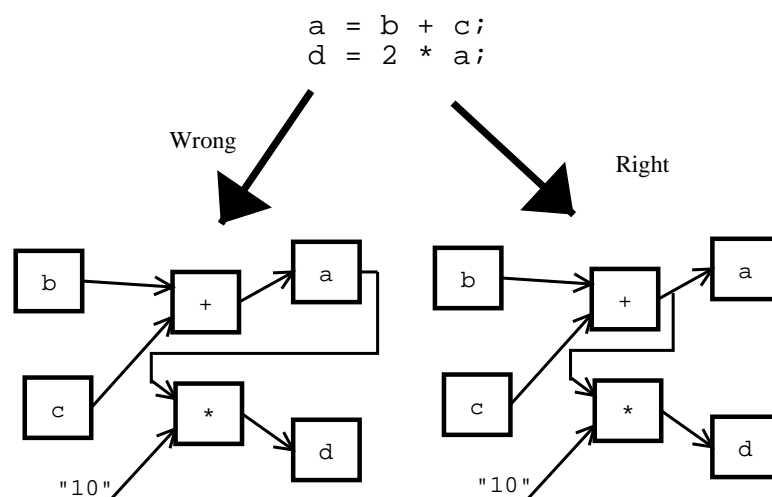 a = b + c;
d = 2 * a;
Wrong
Right
b
+
a
c
*
d
"10"
b
+
a
c
*
d
"10"